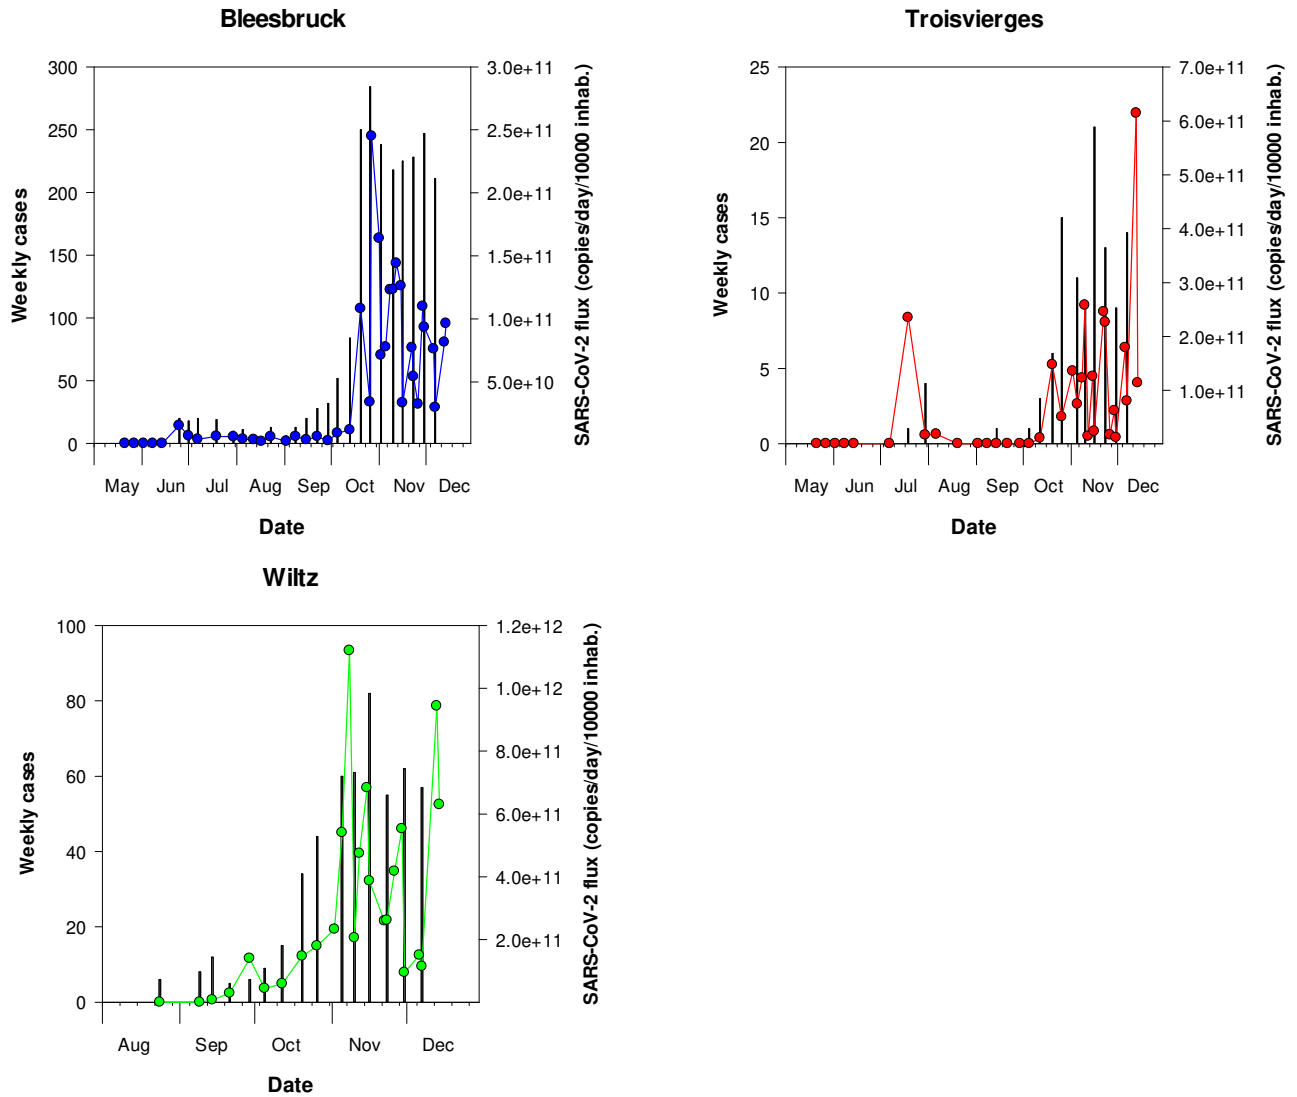 Bleesbruck
300
250
200
150
100
50
0
Weekly cases
3.0e+11
2.5e+11
2.0e+11
1.5e+11
1.0e+11
5.0e+10
SARS-CoV-2 flux (copies/day/10000 inhab.)
May Jun Jul Aug Sep Oct Nov Dec
Date
Troisvierges
25
20
15
10
5
0
Weekly cases
7.0e+11
6.0e+11
5.0e+11
4.0e+11
3.0e+11
2.0e+11
1.0e+11
SARS-CoV-2 flux (copies/day/10000 inhab.)
May Jun Jul Aug Sep Oct Nov Dec
Date
Wiltz
100
80
60
40
20
0
Weekly cases
1.2e+12
1.0e+12
8.0e+11
6.0e+11
4.0e+11
2.0e+11
SARS-CoV-2 flux (copies/day/10000 inhab.)
Aug Sep Oct Nov Dec
Date